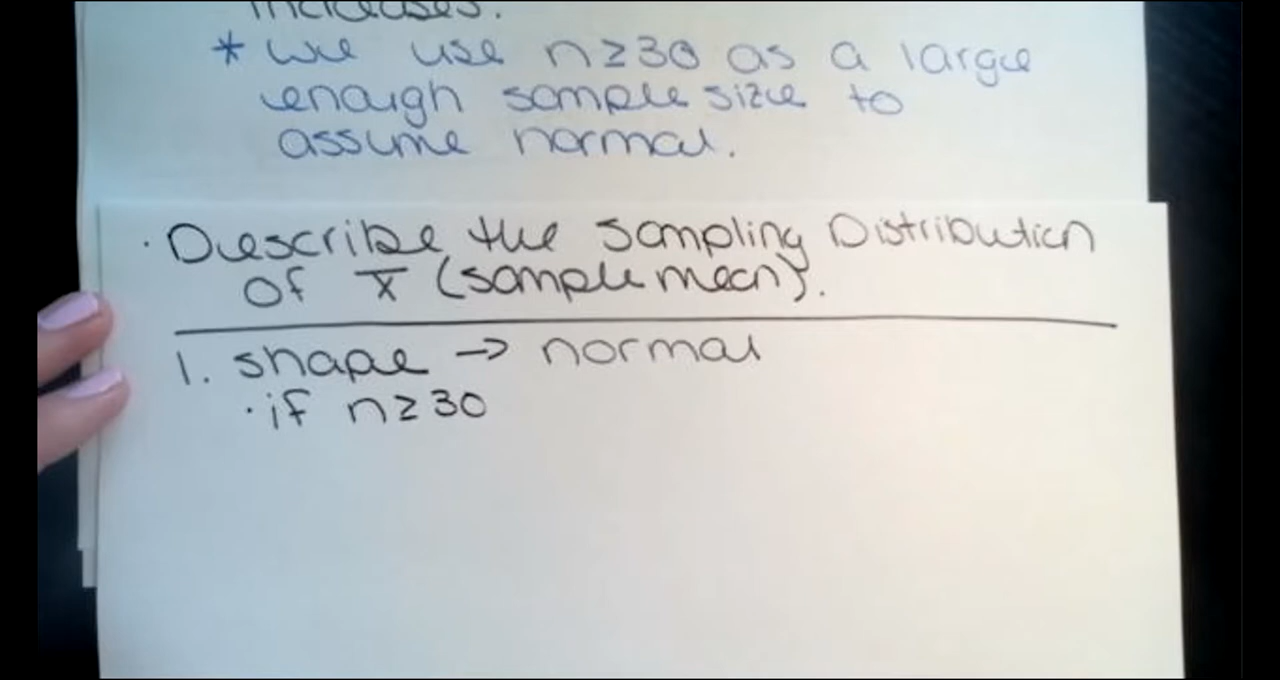 increases.
* we use n≥30 as a large
enough sample size to
assume normal.
· Describe the Sampling Distribution
of x̅ (sample mean).
1. shape → normal
· if n≥30